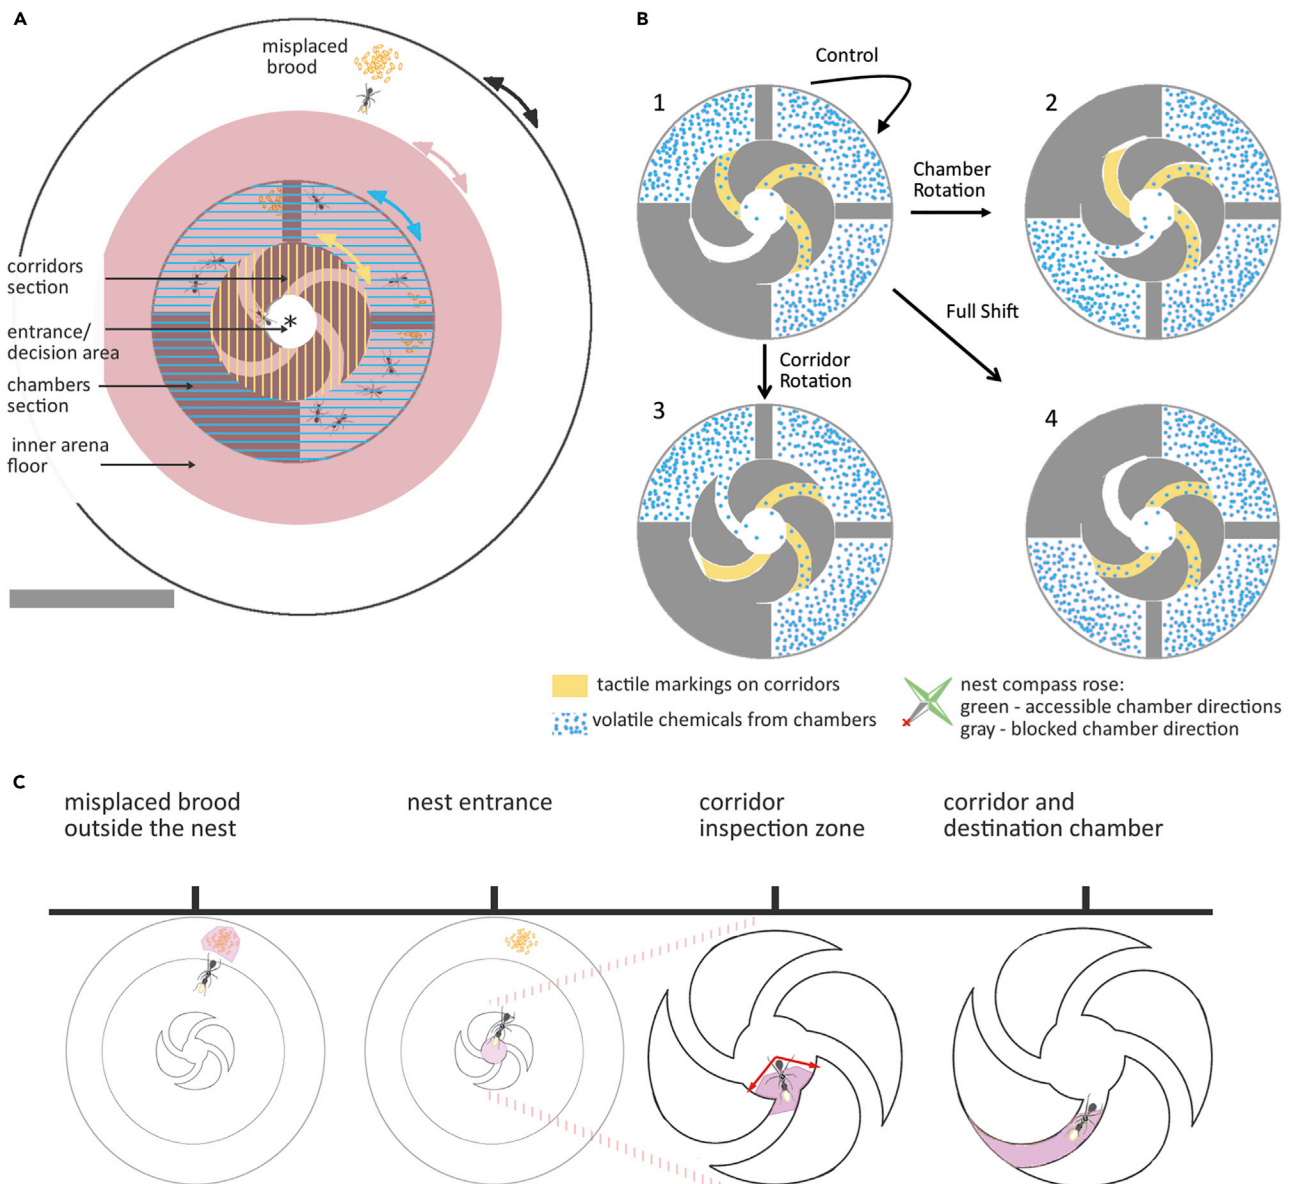 A
misplaced
brood
corridors
section
entrance/
decision area
chambers
section
inner arena
floor
*
B
Control
1
2
Chamber
Rotation
Full Shift
Corridor
Rotation
3
4
tactile markings on corridors
volatile chemicals from chambers
nest compass rose:
green - accessible chamber directions
gray - blocked chamber direction
C
misplaced brood
outside the nest
nest entrance
corridor
inspection zone
corridor and
destination chamber